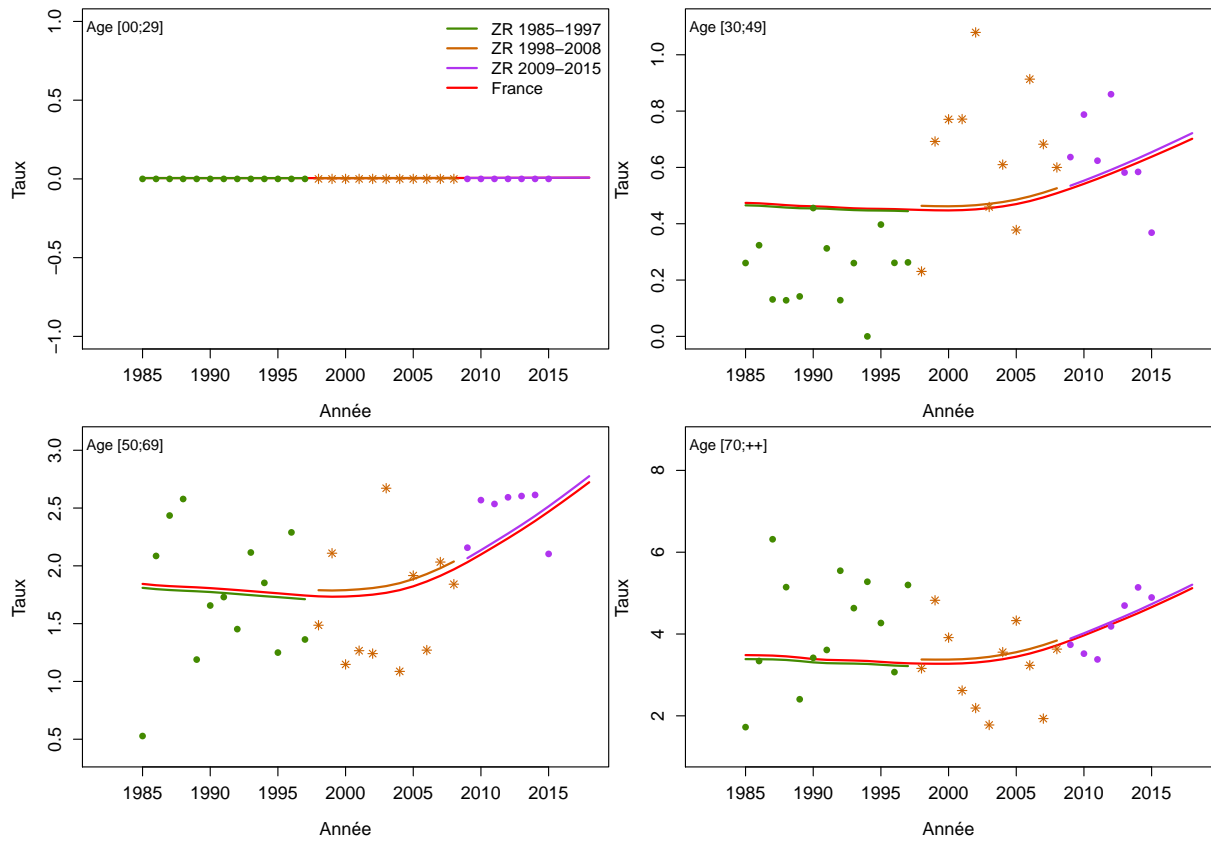 Age [00;29]
ZR 1985−1997
ZR 1998−2008
ZR 2009−2015
France
Taux
1.0
0.5
0.0
−0.5
−1.0
1985 1990 1995 2000 2005 2010 2015
Année
Age [30;49]
Taux
1.0
0.8
0.6
0.4
0.2
0.0
1985 1990 1995 2000 2005 2010 2015
Année
Age [50;69]
Taux
3.0
2.5
2.0
1.5
1.0
0.5
1985 1990 1995 2000 2005 2010 2015
Année
Age [70;++]
Taux
8
6
4
2
1985 1990 1995 2000 2005 2010 2015
Année